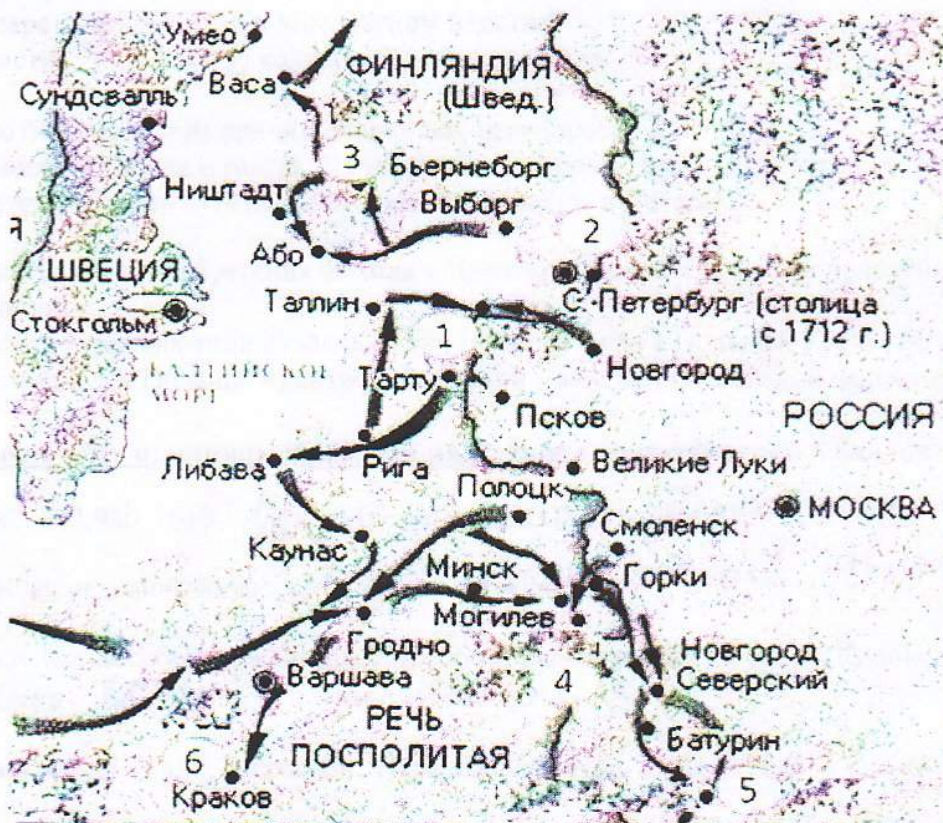 Умео
Васа
ФИНЛЯНДИЯ
(Швед.)
Сундсвалль
3
Бьернеборг
Ништадт
Выборг
2
Я
Або
ШВЕЦИЯ
Таллин
С. Петербург (столица
с 1712 г.)
Стокгольм
1
БАЛТИЙСКОЕ
МОРЕ
Тарту
Новгород
Псков
РОССИЯ
Либава
Рига
Великие Луки
Полоцк
МОСКВА
Смоленск
Каунас
Минск
Горки
Могилев
Гродно
Новгород
Северский
Варшава
4
РЕЧЬ
ПОСПОЛИТАЯ
Батурин
6
5
Краков